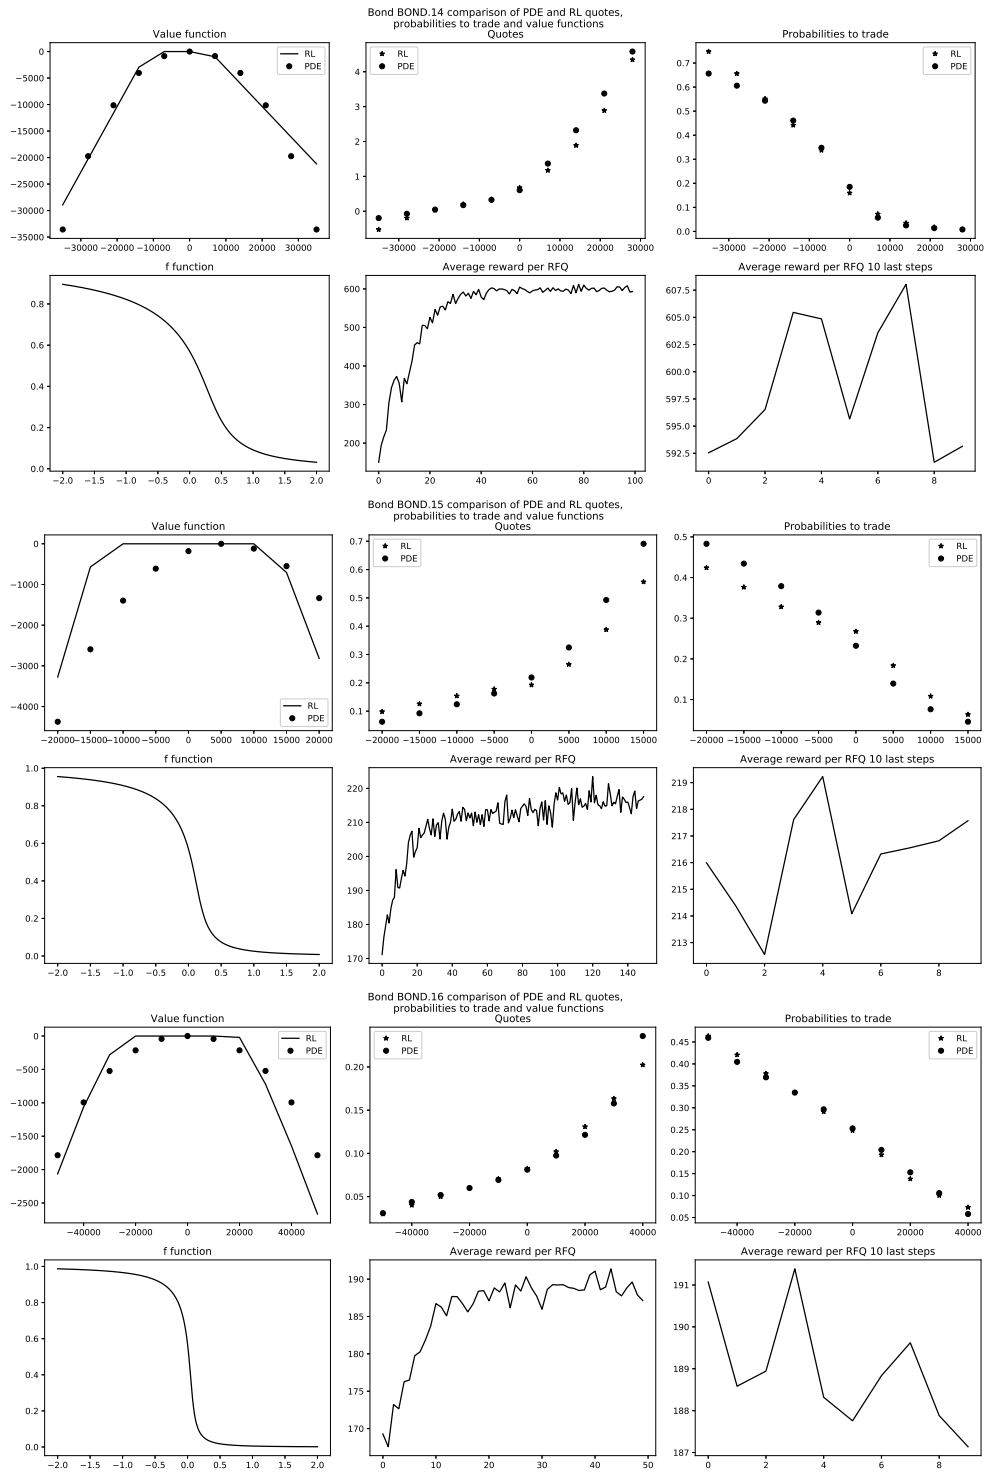 Bond BOND.14 comparison of PDE and RL quotes,
probabilities to trade and value functions
Value function
Quotes
Probabilities to trade
RL
PDE
RL
PDE
RL
PDE
0
−5000
−10000
−15000
−20000
−25000
−30000
−35000
−30000 −20000 −10000 0 10000 20000 30000
4
3
2
1
0
−30000 −20000 −10000 0 10000 20000 30000
0.7
0.6
0.5
0.4
0.3
0.2
0.1
0.0
−30000 −20000 −10000 0 10000 20000 30000
f function
Average reward per RFQ
Average reward per RFQ 10 last steps
0.8
0.6
0.4
0.2
0.0
−2.0 −1.5 −1.0 −0.5 0.0 0.5 1.0 1.5 2.0
600
500
400
300
200
0 20 40 60 80 100
607.5
605.0
602.5
600.0
597.5
595.0
592.5
0 2 4 6 8
Bond BOND.15 comparison of PDE and RL quotes,
probabilities to trade and value functions
Value function
Quotes
Probabilities to trade
RL
PDE
RL
PDE
RL
PDE
0
−1000
−2000
−3000
−4000
−20000 −15000 −10000 −5000 0 5000 10000 15000 20000
0.7
0.6
0.5
0.4
0.3
0.2
0.1
−20000 −15000 −10000 −5000 0 5000 10000 15000
0.5
0.4
0.3
0.2
0.1
−20000 −15000 −10000 −5000 0 5000 10000 15000
f function
Average reward per RFQ
Average reward per RFQ 10 last steps
1.0
0.8
0.6
0.4
0.2
0.0
−2.0 −1.5 −1.0 −0.5 0.0 0.5 1.0 1.5 2.0
220
210
200
190
180
170
0 20 40 60 80 100 120 140
219
218
217
216
215
214
213
0 2 4 6 8
Bond BOND.16 comparison of PDE and RL quotes,
probabilities to trade and value functions
Value function
Quotes
Probabilities to trade
RL
PDE
RL
PDE
RL
PDE
0
−500
−1000
−1500
−2000
−2500
−40000 −20000 0 20000 40000
0.20
0.15
0.10
0.05
−40000 −20000 0 20000 40000
0.45
0.40
0.35
0.30
0.25
0.20
0.15
0.10
0.05
−40000 −20000 0 20000 40000
f function
Average reward per RFQ
Average reward per RFQ 10 last steps
1.0
0.8
0.6
0.4
0.2
0.0
−2.0 −1.5 −1.0 −0.5 0.0 0.5 1.0 1.5 2.0
190
185
180
175
170
0 10 20 30 40 50
191
190
189
188
187
0 2 4 6 8